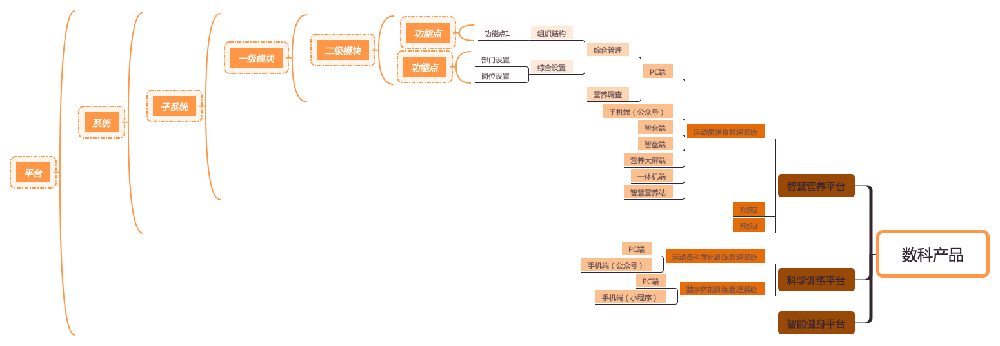 平台
系统
子系统
一级模块
二级模块
功能点
功能点
功能点1
组织结构
部门设置
岗位设置
综合设置
综合管理
营养调查
PC端
手机端（公众号）
智台端
智盘端
营养大屏端
一体机端
智慧营养站
运动员膳食管理系统
系统2
系统3
智慧营养平台
PC端
手机端（公众号）
运动员科学化训练管理系统
PC端
手机端（小程序）
数字体能训练管理系统
科学训练平台
智能健身平台
数科产品